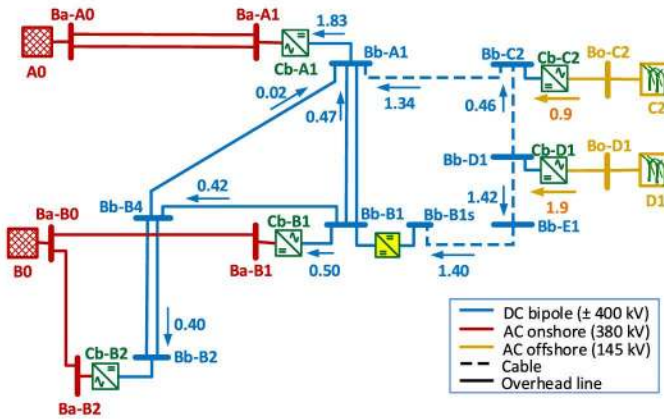 Ba-A0
Ba-A1
1.83
A0
Cb-A1
Bb-A1
Bb-C2
Cb-C2
Bo-C2
0.02
0.47
1.34
0.46
0.9
C2
Bb-D1
Cb-D1
Bo-D1
0.42
1.42
1.9
D1
Ba-B0
Bb-B4
Cb-B1
Bb-B1
Bb-B1s
Bb-E1
B0
Ba-B1
0.50
1.40
0.40
Cb-B2
Bb-B2
Ba-B2
DC bipole (± 400 kV)
AC onshore (380 kV)
AC offshore (145 kV)
Cable
Overhead line